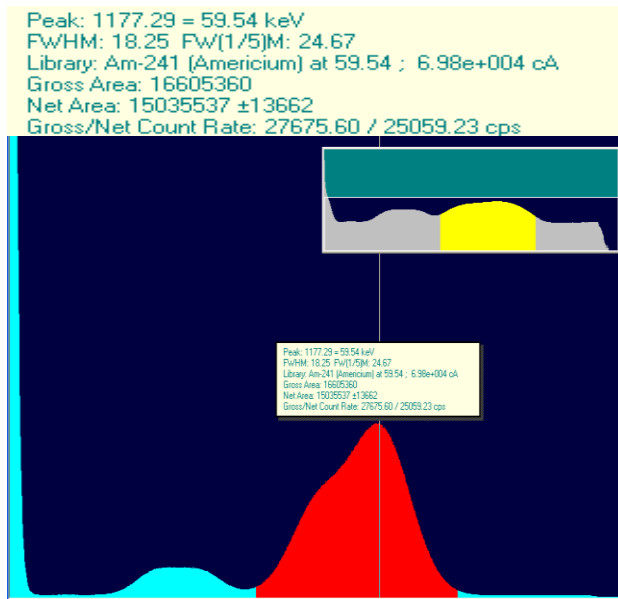 Peak: 1177.29 = 59.54 keV
FWHM: 18.25 FW(1/5)M: 24.67
Library: Am-241 (Americium) at 59.54 ; 6.98e+004 cA
Gross Area: 16605360
Net Area: 15035537 ±13662
Gross/Net Count Rate: 27675.60 / 25059.23 cps
Peak: 1177.29 = 59.54 keV
FWHM: 18.25 FW(1/5)M: 24.67
Library: Am-241 (Americium) at 59.54 ; 6.98e+004 cA
Gross Area: 16605360
Net Area: 15035537 ±13662
Gross/Net Count Rate: 27675.60 / 25059.23 cps